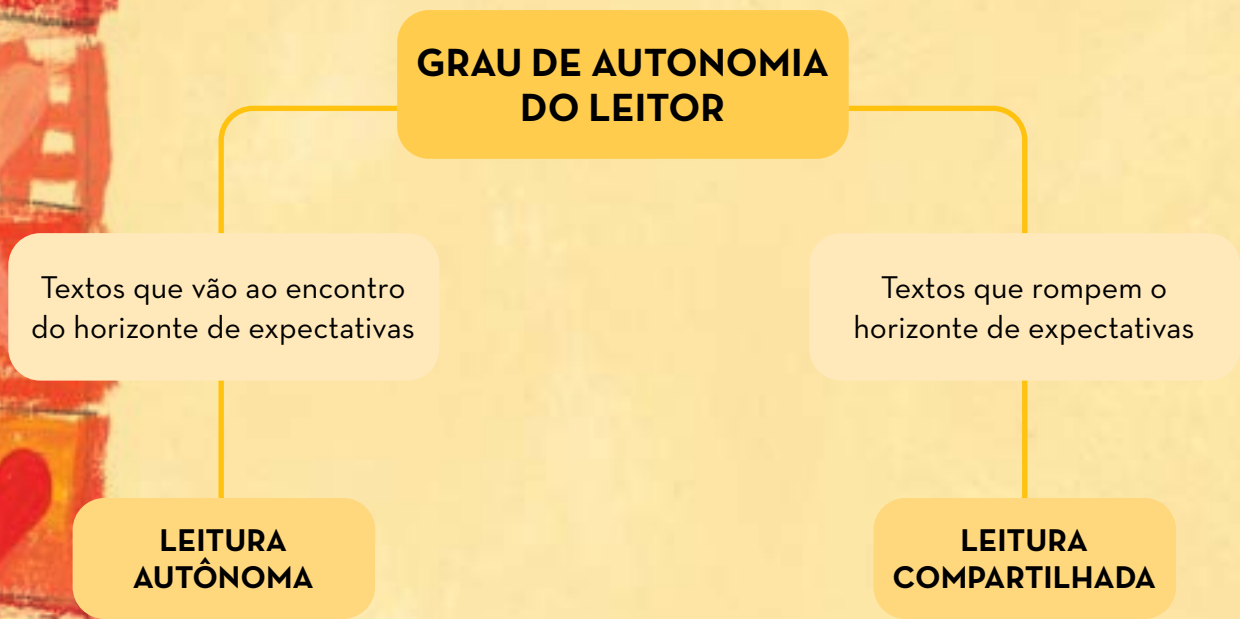 GRAU DE AUTONOMIA
DO LEITOR
Textos que vão ao encontro
do horizonte de expectativas
Textos que rompem o
horizonte de expectativas
LEITURA
AUTÔNOMA
LEITURA
COMPARTILHADA